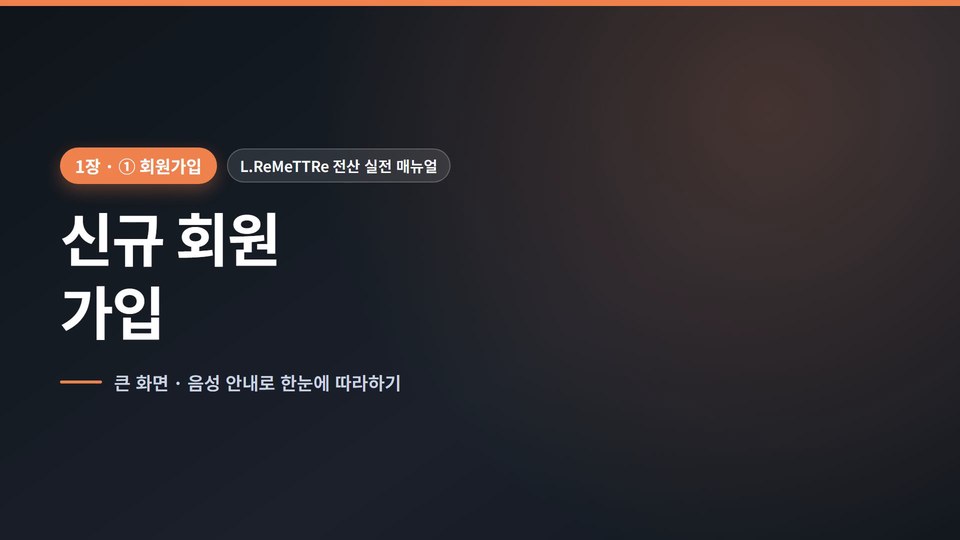 1장 · ① 회원가입
L.ReMeTTRe 전산 실전 매뉴얼
신규 회원
가입
큰 화면 · 음성 안내로 한눈에 따라하기